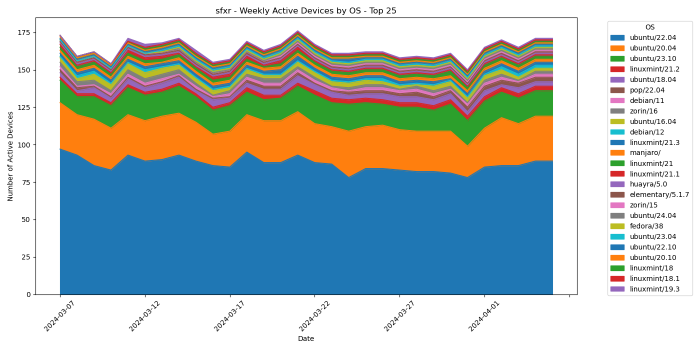 sfxr - Weekly Active Devices by OS - Top 25
Number of Active Devices
175
150
125
100
75
50
25
0
2024-03-07
2024-03-12
2024-03-17
2024-03-22
2024-03-27
2024-04-01
Date
OS
ubuntu/22.04
ubuntu/20.04
ubuntu/23.10
linuxmint/21.2
ubuntu/18.04
pop/22.04
debian/11
zorin/16
ubuntu/16.04
debian/12
linuxmint/21.3
manjaro/
linuxmint/21
linuxmint/21.1
huayra/5.0
elementary/5.1.7
zorin/15
ubuntu/24.04
fedora/38
ubuntu/23.04
ubuntu/22.10
ubuntu/20.10
linuxmint/18
linuxmint/18.1
linuxmint/19.3